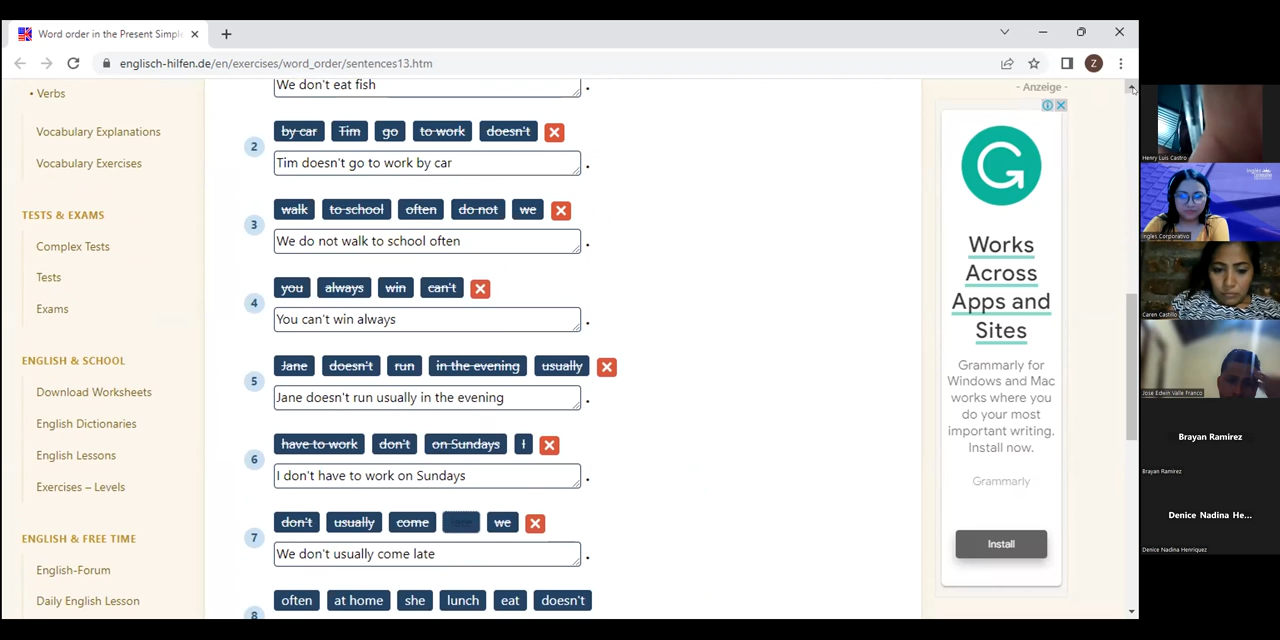 Word order in the Present Simple
englisch-hilfen.de/en/exercises/word_order/sentences13.htm
Z
• Verbs
Vocabulary Explanations
Vocabulary Exercises
TESTS & EXAMS
Complex Tests
Tests
Exams
ENGLISH & SCHOOL
Download Worksheets
English Dictionaries
English Lessons
Exercises – Levels
ENGLISH & FREE TIME
English-Forum
Daily English Lesson
We don't eat fish .
2
by car Tim go to work doesn't
Tim doesn't go to work by car .
3
walk to school often do not we
We do not walk to school often .
4
you always win can't
You can't win always .
5
Jane doesn't run in the evening usually
Jane doesn't run usually in the evening .
6
have to work don't on Sundays I
I don't have to work on Sundays .
7
don't usually come late we
We don't usually come late .
8
often at home she lunch eat doesn't
- Anzeige -
G
Works
Across
Apps and
Sites
Grammarly for
Windows and Mac
works where you
do your most
important writing.
Install now.
Grammarly
Install
Henry Luis Castro
Ingles Corporativo
Caren Castillo
Jose Edwin Valle Franco
Brayan Ramirez
Brayan Ramirez
Denice Nadina He...
Denice Nadina Henriquez